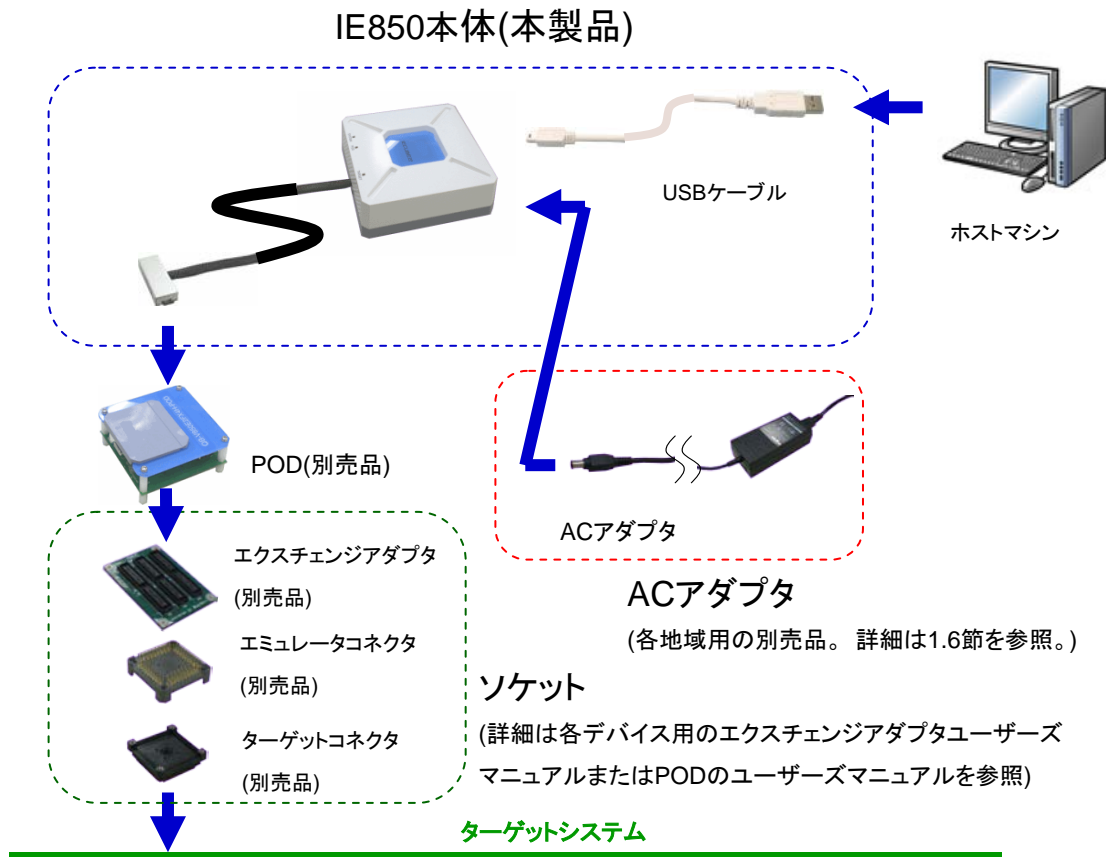 IE850本体(本製品)
USBケーブル
ホストマシン
POD(別売品)
ACアダプタ
エクスチェンジアダプタ
(別売品)
エミュレータコネクタ
(別売品)
ターゲットコネクタ
(別売品)
ACアダプタ
(各地域用の別売品。 詳細は1.6節を参照。)
ソケット
(詳細は各デバイス用のエクスチェンジアダプタユーザーズ
マニュアルまたはPODのユーザーズマニュアルを参照)
ターゲットシステム